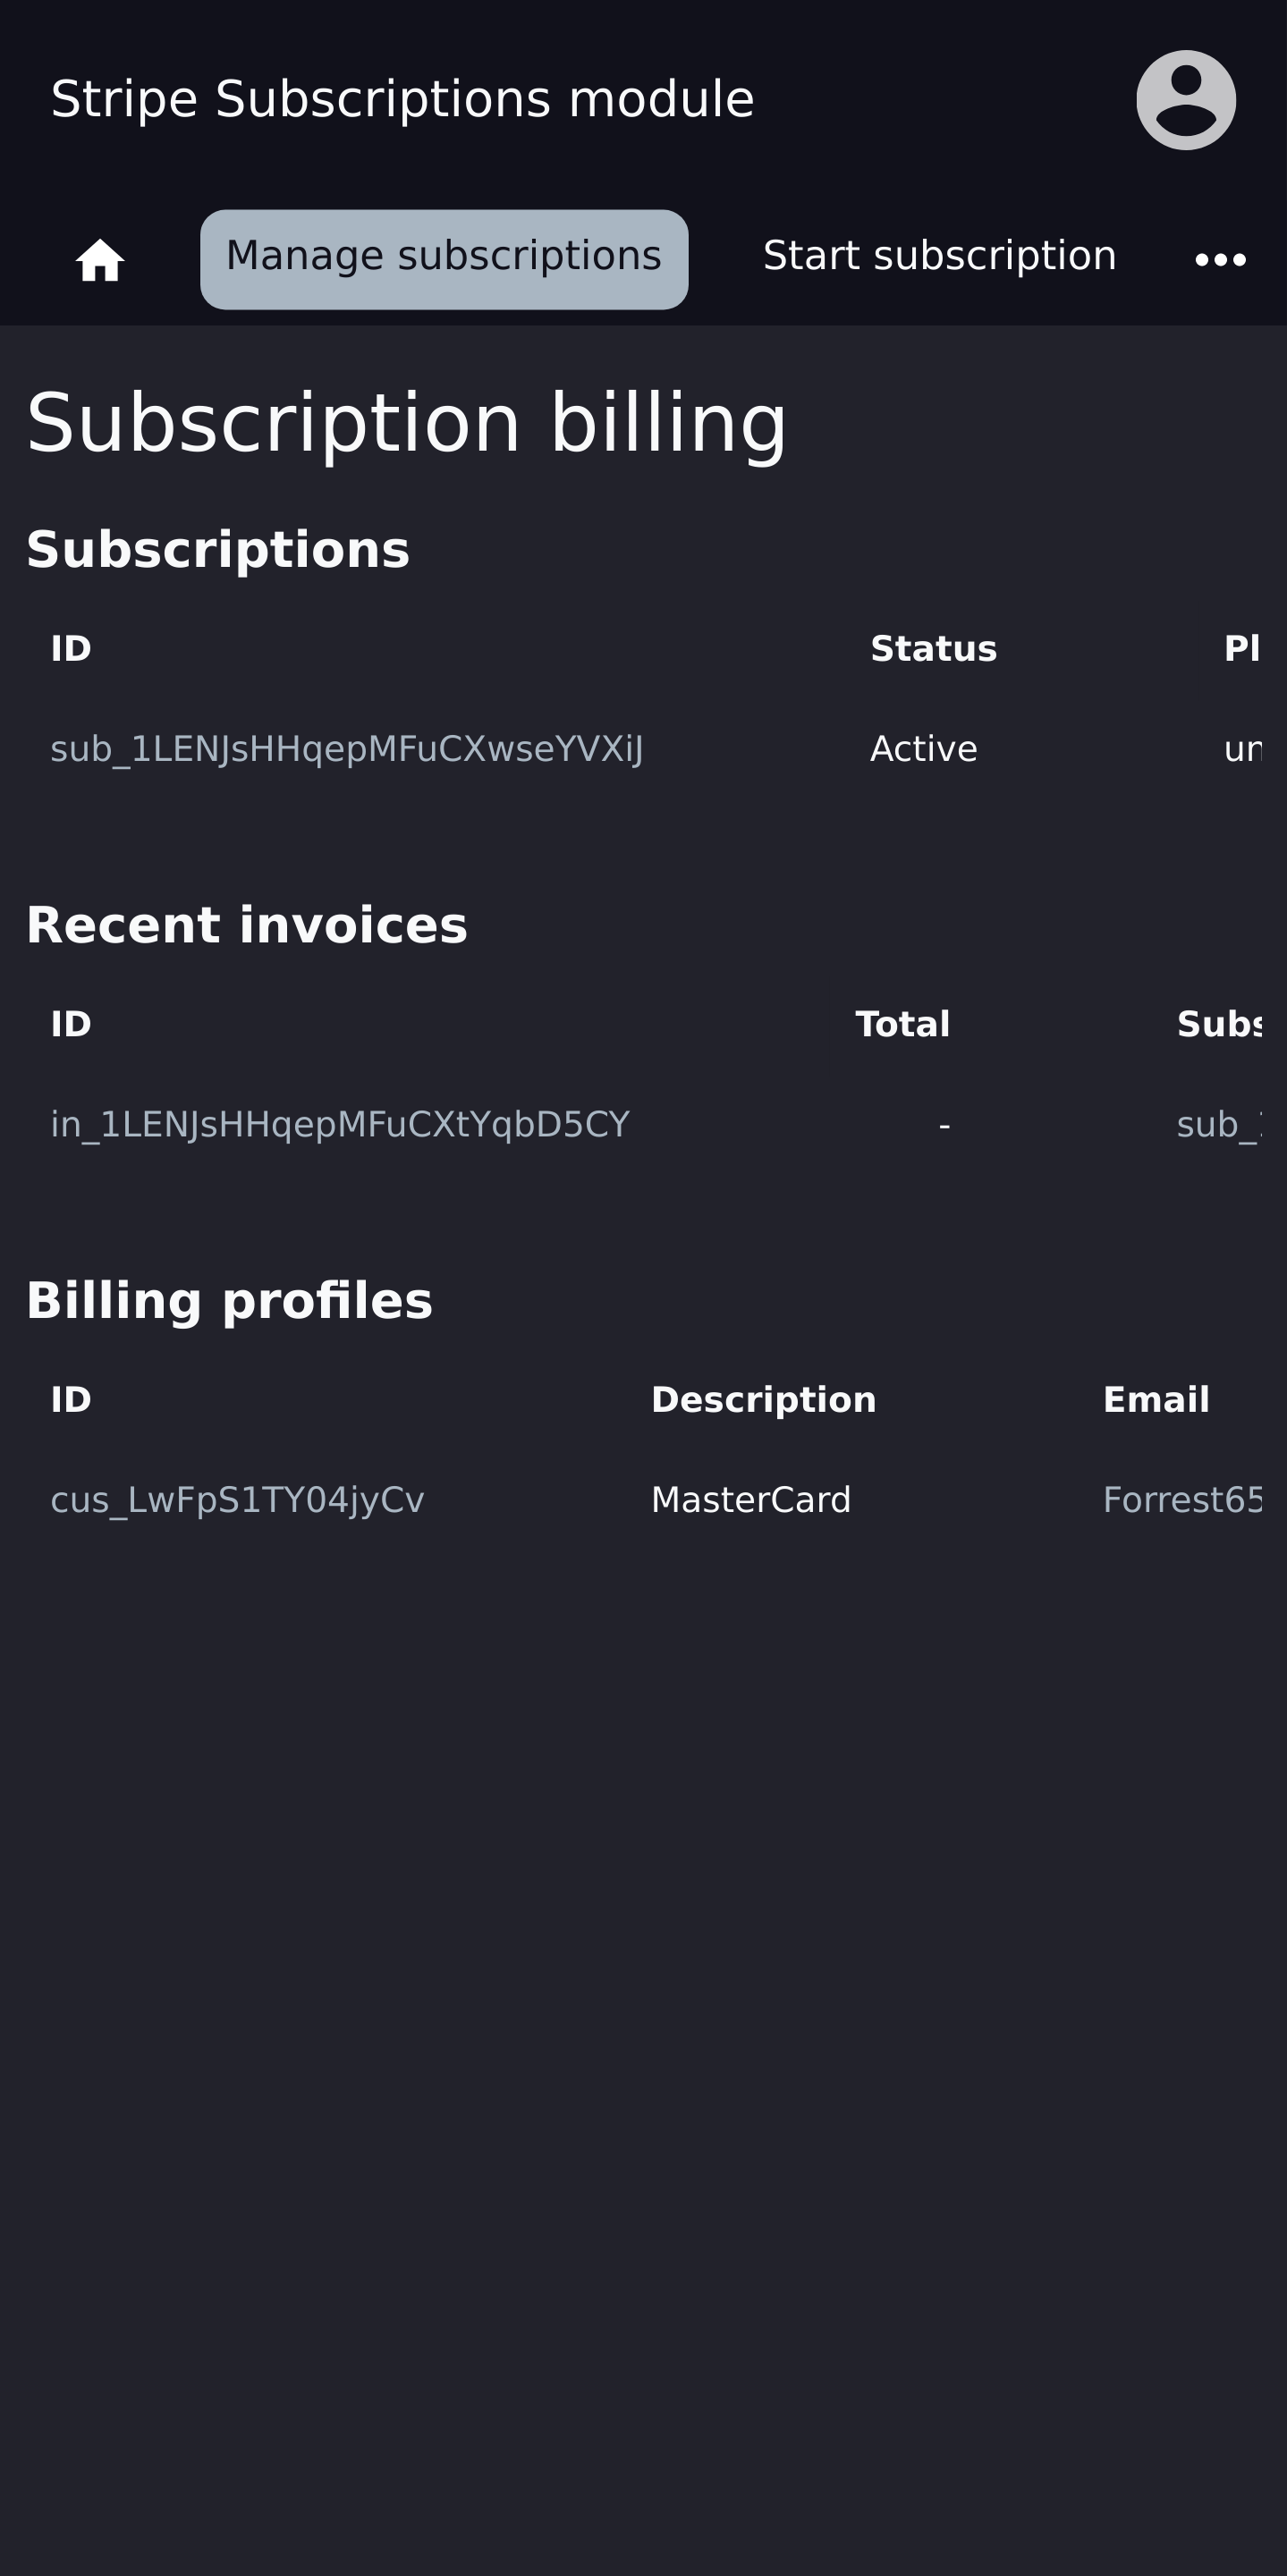 Stripe Subscriptions module
Manage subscriptions Start subscription
Subscription billing
Subscriptions
ID Status Pl
sub_1LENJsHHqepMFuCXwseYVXiJ Active un
Recent invoices
ID Total Subs
in_1LENJsHHqepMFuCXtYqbD5CY - sub_
Billing profiles
ID Description Email
cus_LwFpS1TY04jyCv MasterCard Forrest65